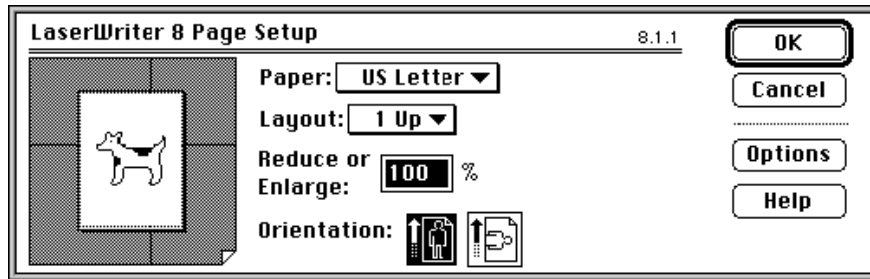 LaserWriter 8 Page Setup
8.1.1
OK
Paper: US Letter
Cancel
Layout: 1 Up
Reduce or
Enlarge: 100 %
Options
Help
Orientation: